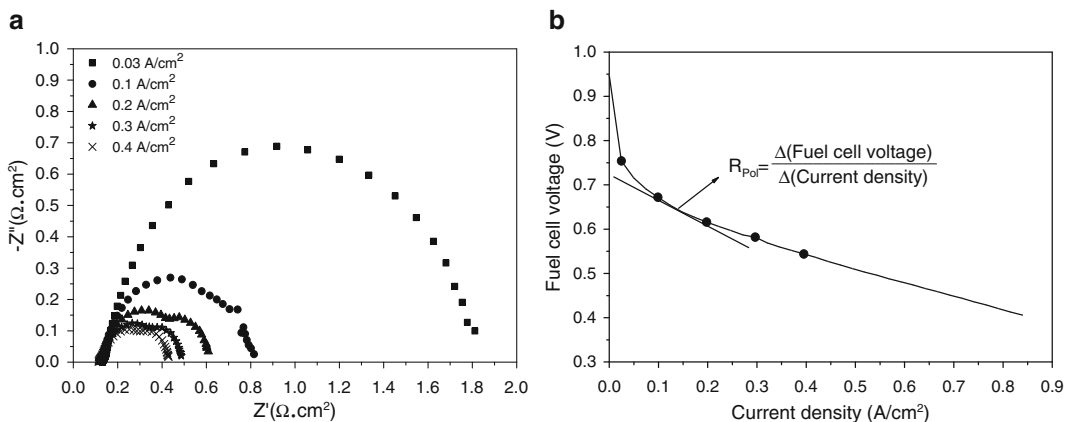 a
1.0
0.9
0.8
0.7
0.6
0.5
0.4
0.3
0.2
0.1
0.0
-Z"(Ω.cm²)
0.03 A/cm²
0.1 A/cm²
0.2 A/cm²
0.3 A/cm²
0.4 A/cm²
0.0 0.2 0.4 0.6 0.8 1.0 1.2 1.4 1.6 1.8 2.0
Z'(Ω.cm²)
b
1.0
0.9
0.8
0.7
0.6
0.5
0.4
0.3
Fuel cell voltage (V)
R_Pol = Δ(Fuel cell voltage)
Δ(Current density)
0.0 0.1 0.2 0.3 0.4 0.5 0.6 0.7 0.8 0.9
Current density (A/cm²)